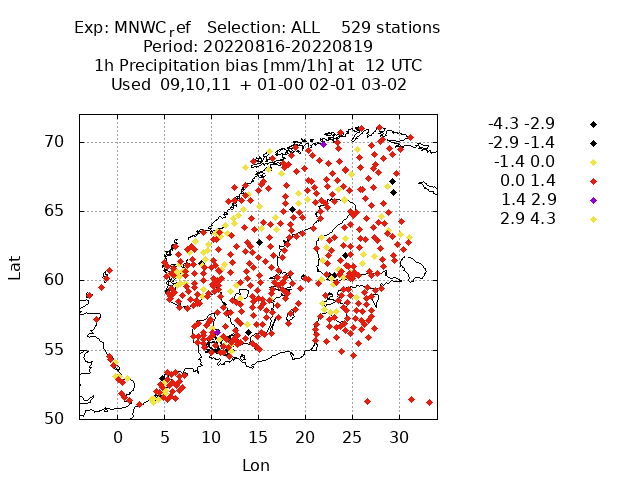 Exp: MNWC_ref   Selection: ALL    529 stations
Period: 20220816-20220819
1h Precipitation bias [mm/1h] at  12 UTC
Used  09,10,11  + 01-00 02-01 03-02
-4.3 -2.9
-2.9 -1.4
-1.4 0.0
0.0 1.4
1.4 2.9
2.9 4.3
70
65
60
55
50
Lat
0 5 10 15 20 25 30
Lon